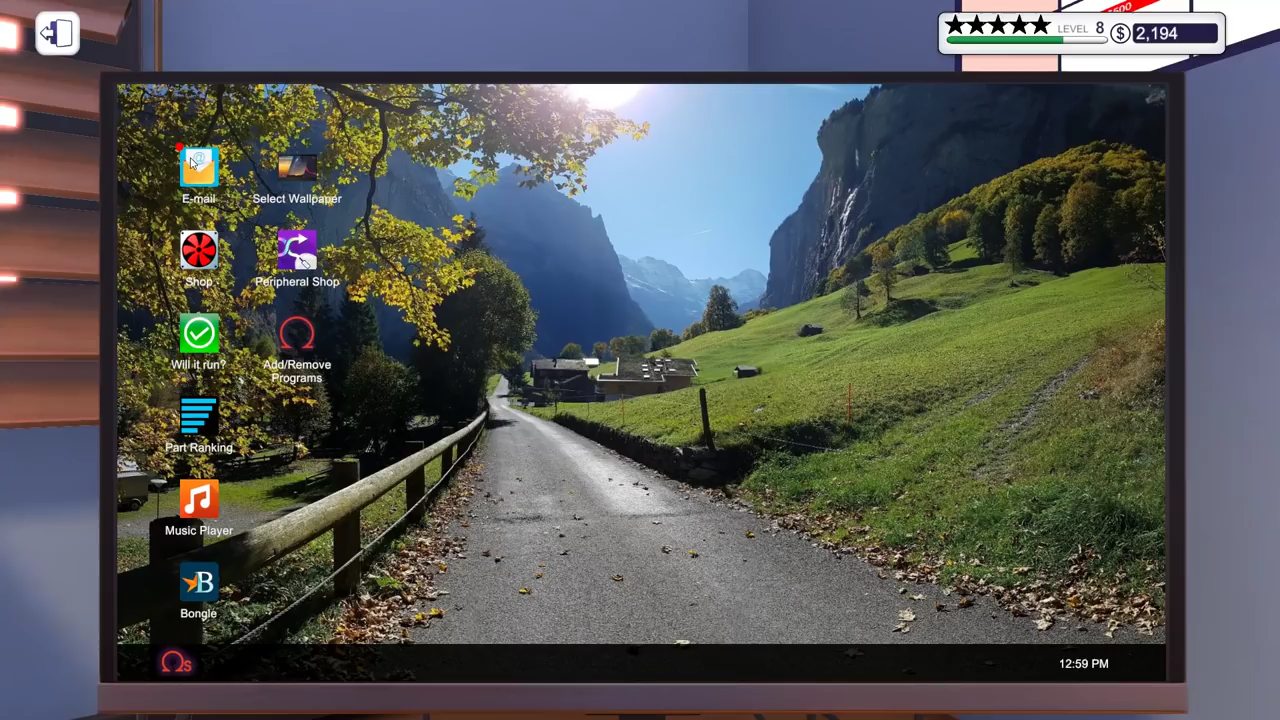 LEVEL 8
$ 2,194
E-mail
Select Wallpaper
Shop
Peripheral Shop
Will it run?
Add/Remove
Programs
Part Ranking
Music Player
B
Bongle
Ωs
12:59 PM